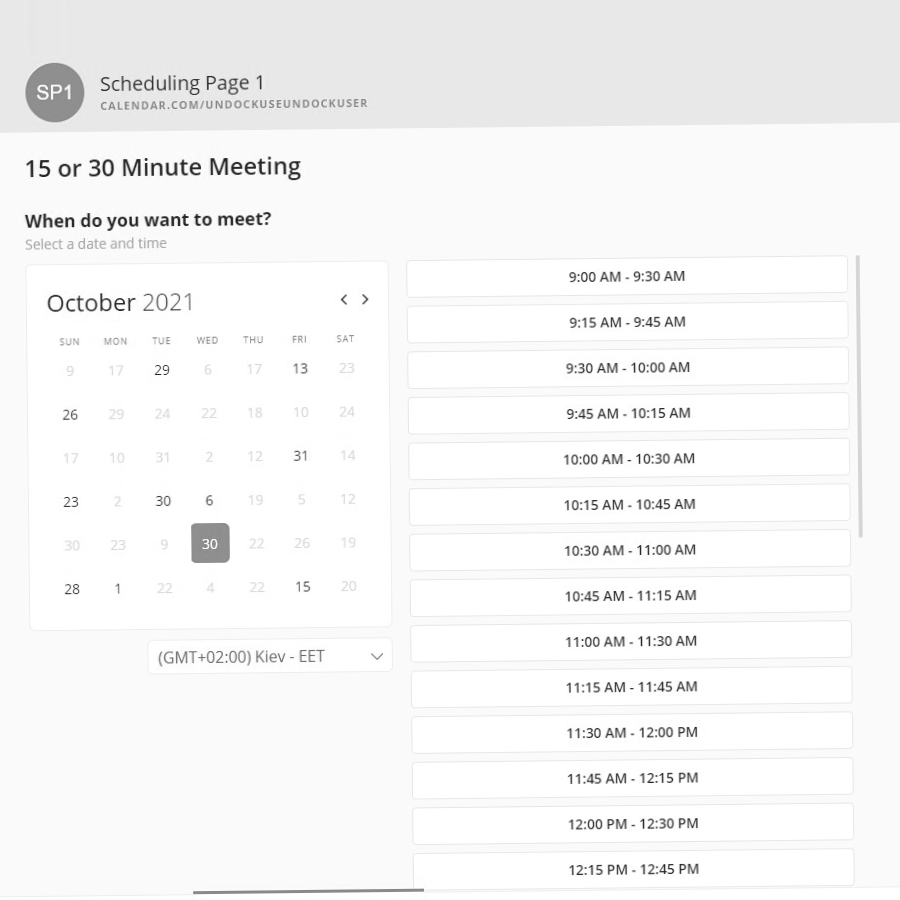 SP1
Scheduling Page 1
CALENDAR.COM/UNDOCKUSEUNDOCKUSER
15 or 30 Minute Meeting
When do you want to meet?
Select a date and time
October 2021
SUN MON TUE WED THU FRI SAT
9 17 29 6 17 13 23
26 29 24 22 18 10 24
17 10 31 2 12 31 14
23 2 30 6 19 5 12
30 23 9 30 22 26 19
28 1 22 4 22 15 20
(GMT+02:00) Kiev - EET
9:00 AM - 9:30 AM
9:15 AM - 9:45 AM
9:30 AM - 10:00 AM
9:45 AM - 10:15 AM
10:00 AM - 10:30 AM
10:15 AM - 10:45 AM
10:30 AM - 11:00 AM
10:45 AM - 11:15 AM
11:00 AM - 11:30 AM
11:15 AM - 11:45 AM
11:30 AM - 12:00 PM
11:45 AM - 12:15 PM
12:00 PM - 12:30 PM
12:15 PM - 12:45 PM